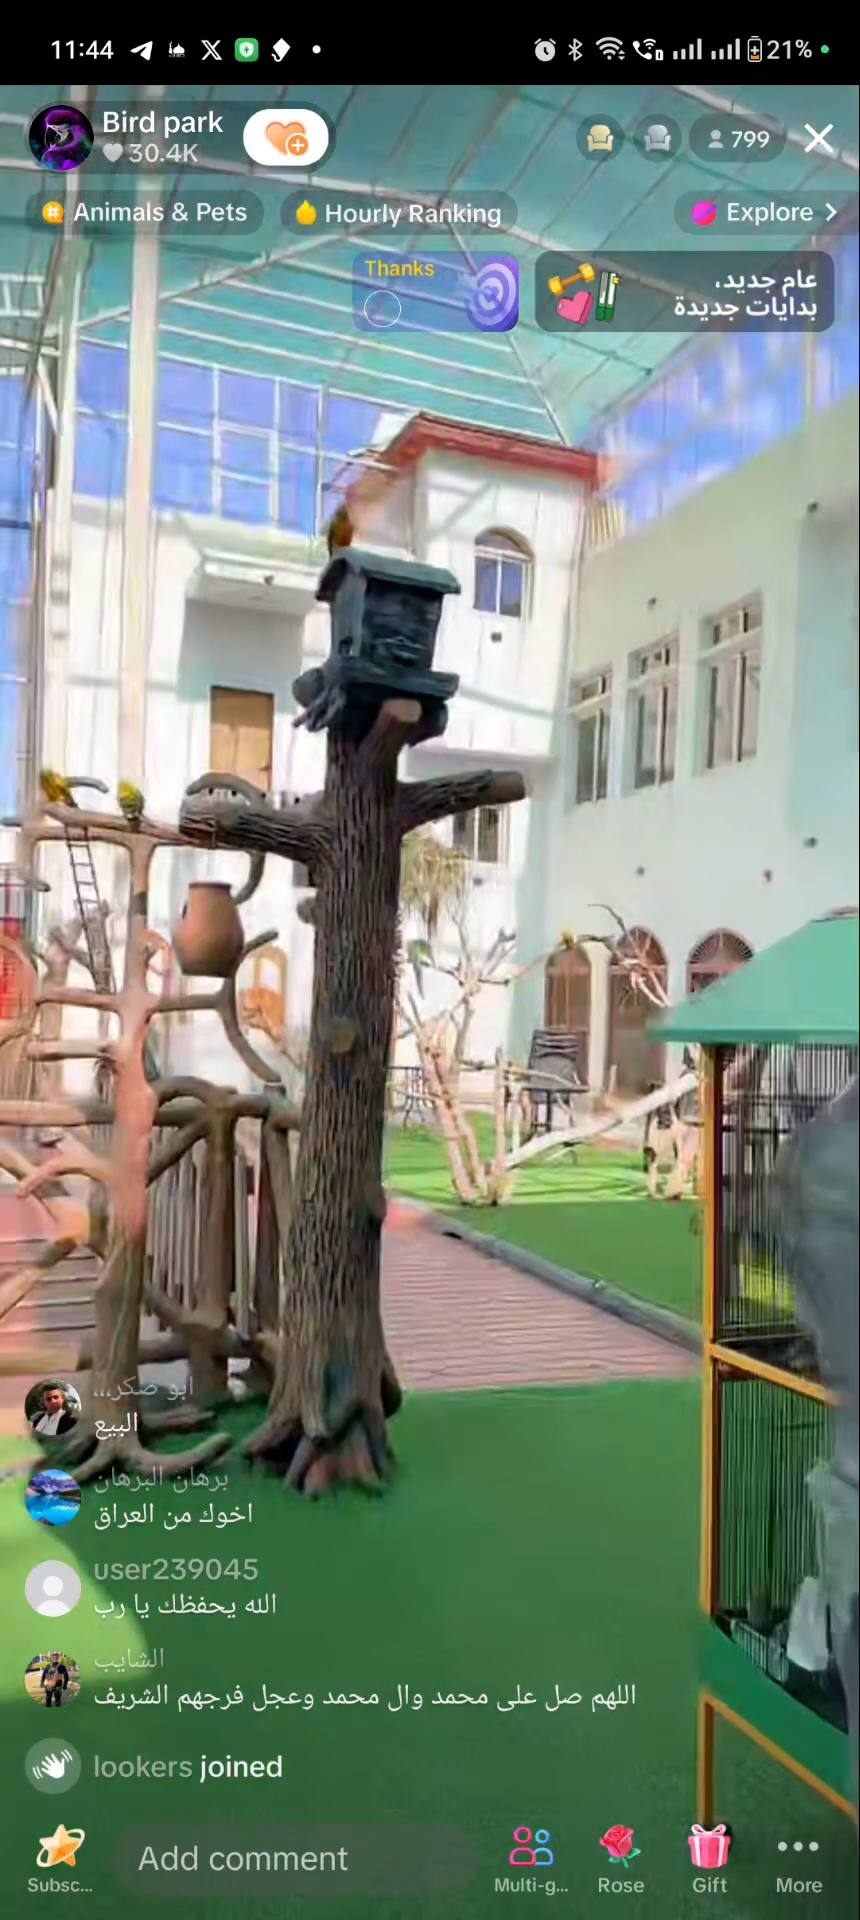 11:44
21%
Bird park
30.4K
799
Animals & Pets
Hourly Ranking
Explore
Thanks
عام جديد،
بدايات جديدة
ابو صكر،،،
البيع
برهان البرهان
اخوك من العراق
user239045
الله يحفظك يا رب
الشايب
اللهم صل على محمد وال محمد وعجل فرجهم الشريف
lookers joined
Add comment
Subsc...
Multi-g...
Rose
Gift
More